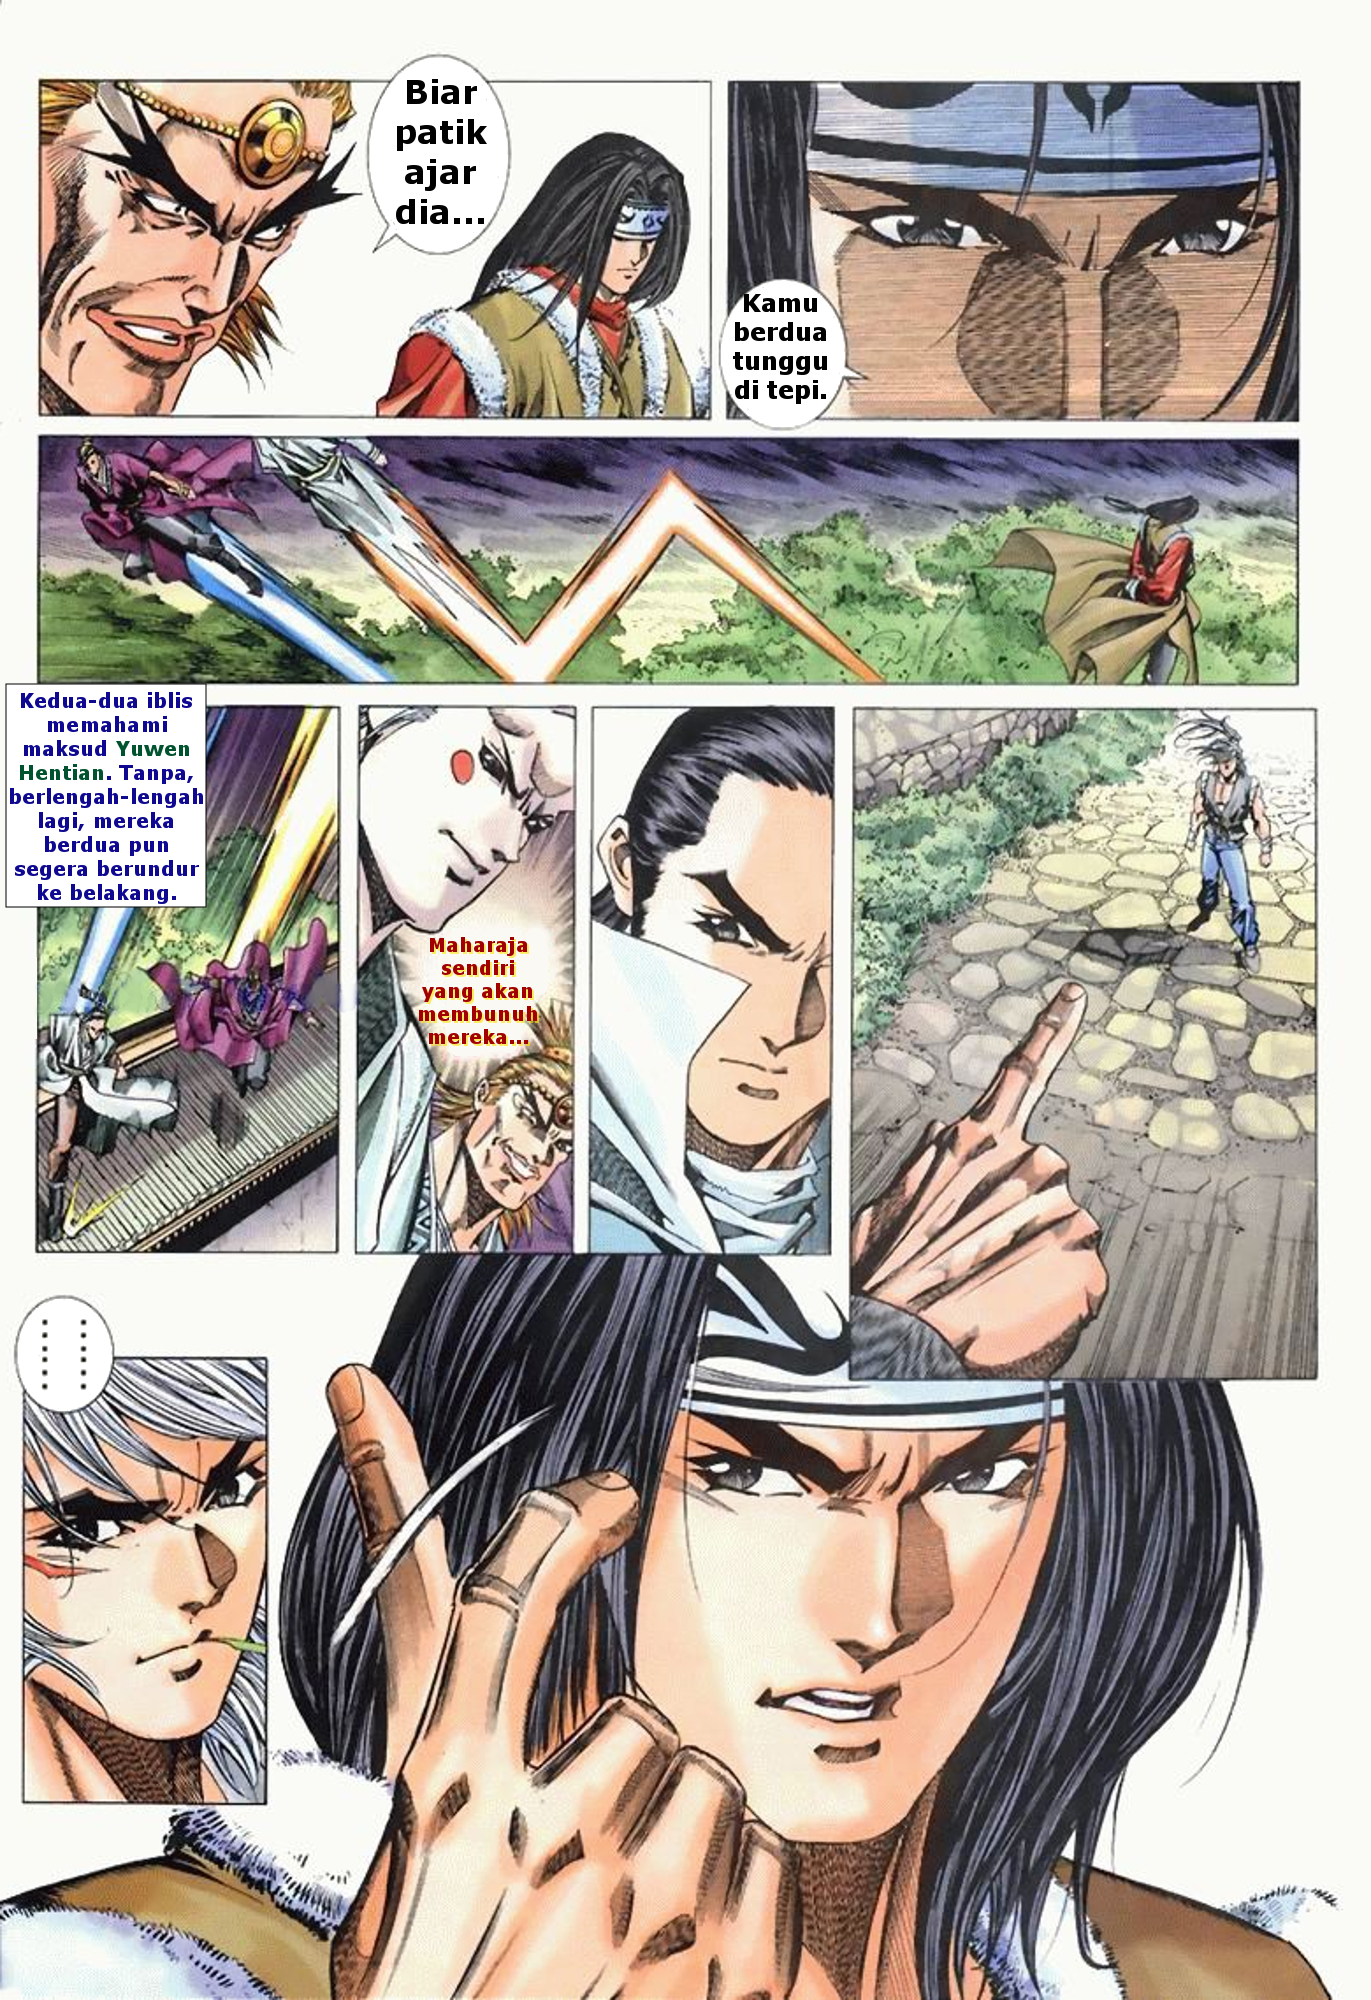 Biar
patik
ajar
dia...
Kamu
berdua
tunggu
di tepi.
Kedua-dua iblis
memahami
maksud Yuwen
Hentian. Tanpa,
berlengah-lengah
lagi, mereka
berdua pun
segera berundur
ke belakang.
Maharaja
sendiri
yang akan
membunuh
mereka...